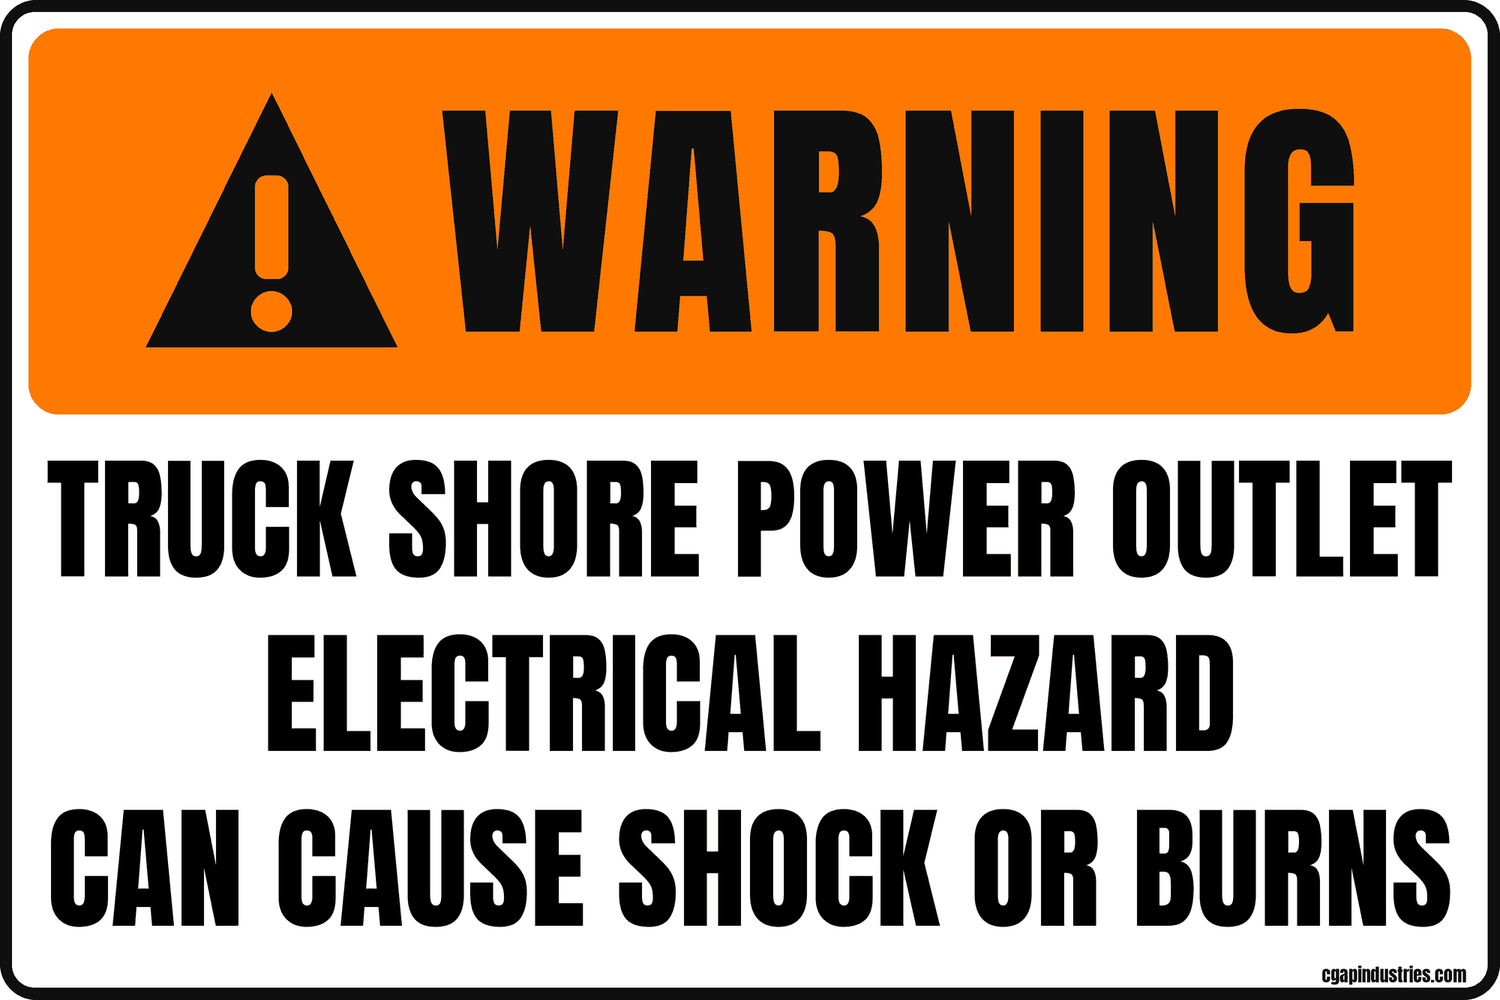 WARNING
TRUCK SHORE POWER OUTLET
ELECTRICAL HAZARD
CAN CAUSE SHOCK OR BURNS
cgapindustries.com